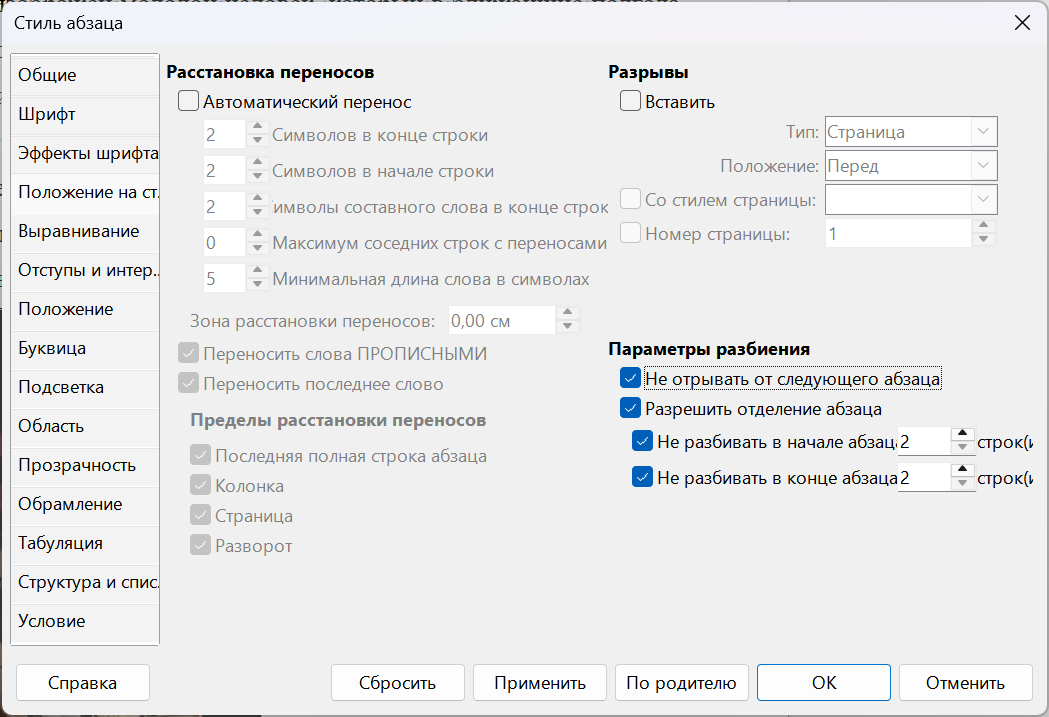 Стиль абзаца
Общие
Шрифт
Эффекты шрифта
Положение на ст.
Выравнивание
Отступы и интер..
Положение
Буквица
Подсветка
Область
Прозрачность
Обрамление
Табуляция
Структура и спис.
Условие
Расстановка переносов
Автоматический перенос
2 Символов в конце строки
2 Символов в начале строки
2 имволы составного слова в конце строк
0 Максимум соседних строк с переносами
5 Минимальная длина слова в символах
Зона расстановки переносов: 0,00 см
Переносить слова ПРОПИСНЫМИ
Переносить последнее слово
Пределы расстановки переносов
Последняя полная строка абзаца
Колонка
Страница
Разворот
Разрывы
Вставить
Тип: Страница
Положение: Перед
Со стилем страницы:
Номер страницы: 1
Параметры разбиения
Не отрывать от следующего абзаца
Разрешить отделение абзаца
Не разбивать в начале абзаца 2 строк(и
Не разбивать в конце абзаца 2 строк(и
Справка
Сбросить
Применить
По родителю
ОК
Отменить